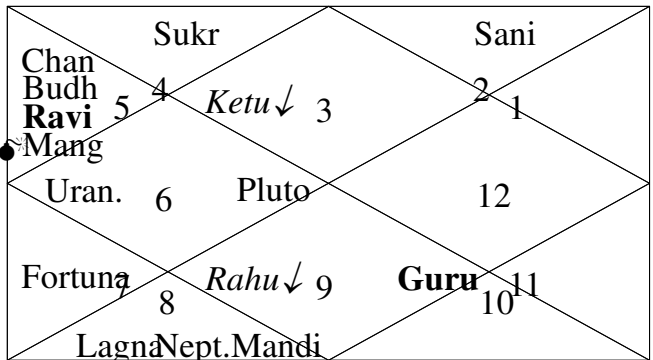 Sukr Sani
Chan
Budh 4 2
Ravi 5 Ketu↓ 3 1
Mang
Uran. 6 Pluto 12
Fortuna 7 Rahu↓ 9 Guru 11
8 10
Lagna Nept. Mandi